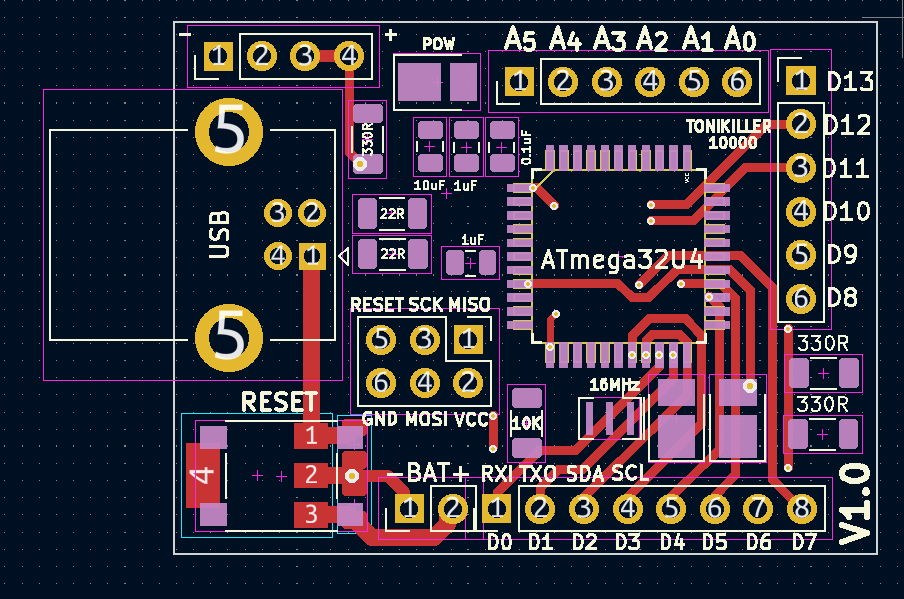 - 1 2 3 4 +
POW
A5 A4 A3 A2 A1 A0
1 2 3 4 5 6
1 D13
2 D12
3 D11
4 D10
5 D9
6 D8
TONIKILLER
10000
330R
10uF 1uF
0.1uF
VCC
5
USB
3 2
4 1
5
22R
22R
1uF
ATmega32U4
RESET SCK MISO
5 3 1
6 4 2
GND MOSI VCC
330R
330R
16MHz
10K
RESET
1
2
3
4
-BAT+
1 2
RXI TXO SDA SCL
1 2 3 4 5 6 7 8
D0 D1 D2 D3 D4 D5 D6 D7
V1.0